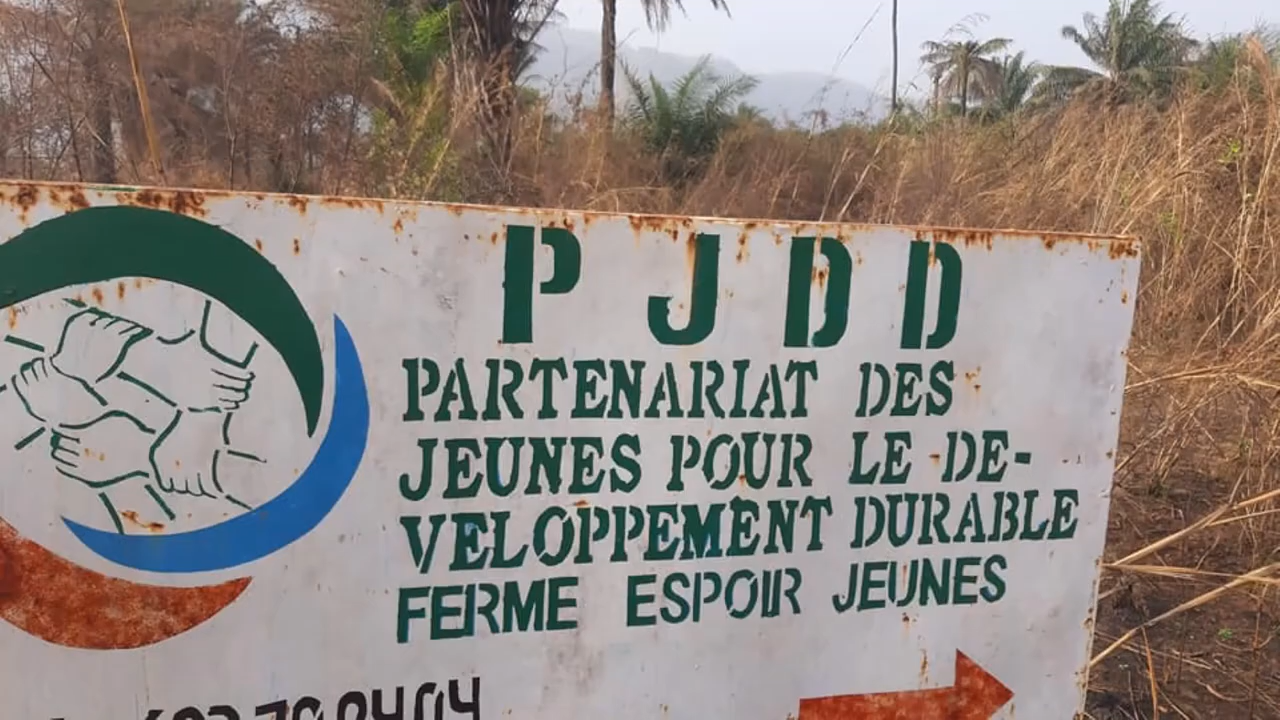 P J D D
PARTENARIAT DES
JEUNES POUR LE DE-
VELOPPEMENT DURABLE
FERME ESPOIR JEUNES